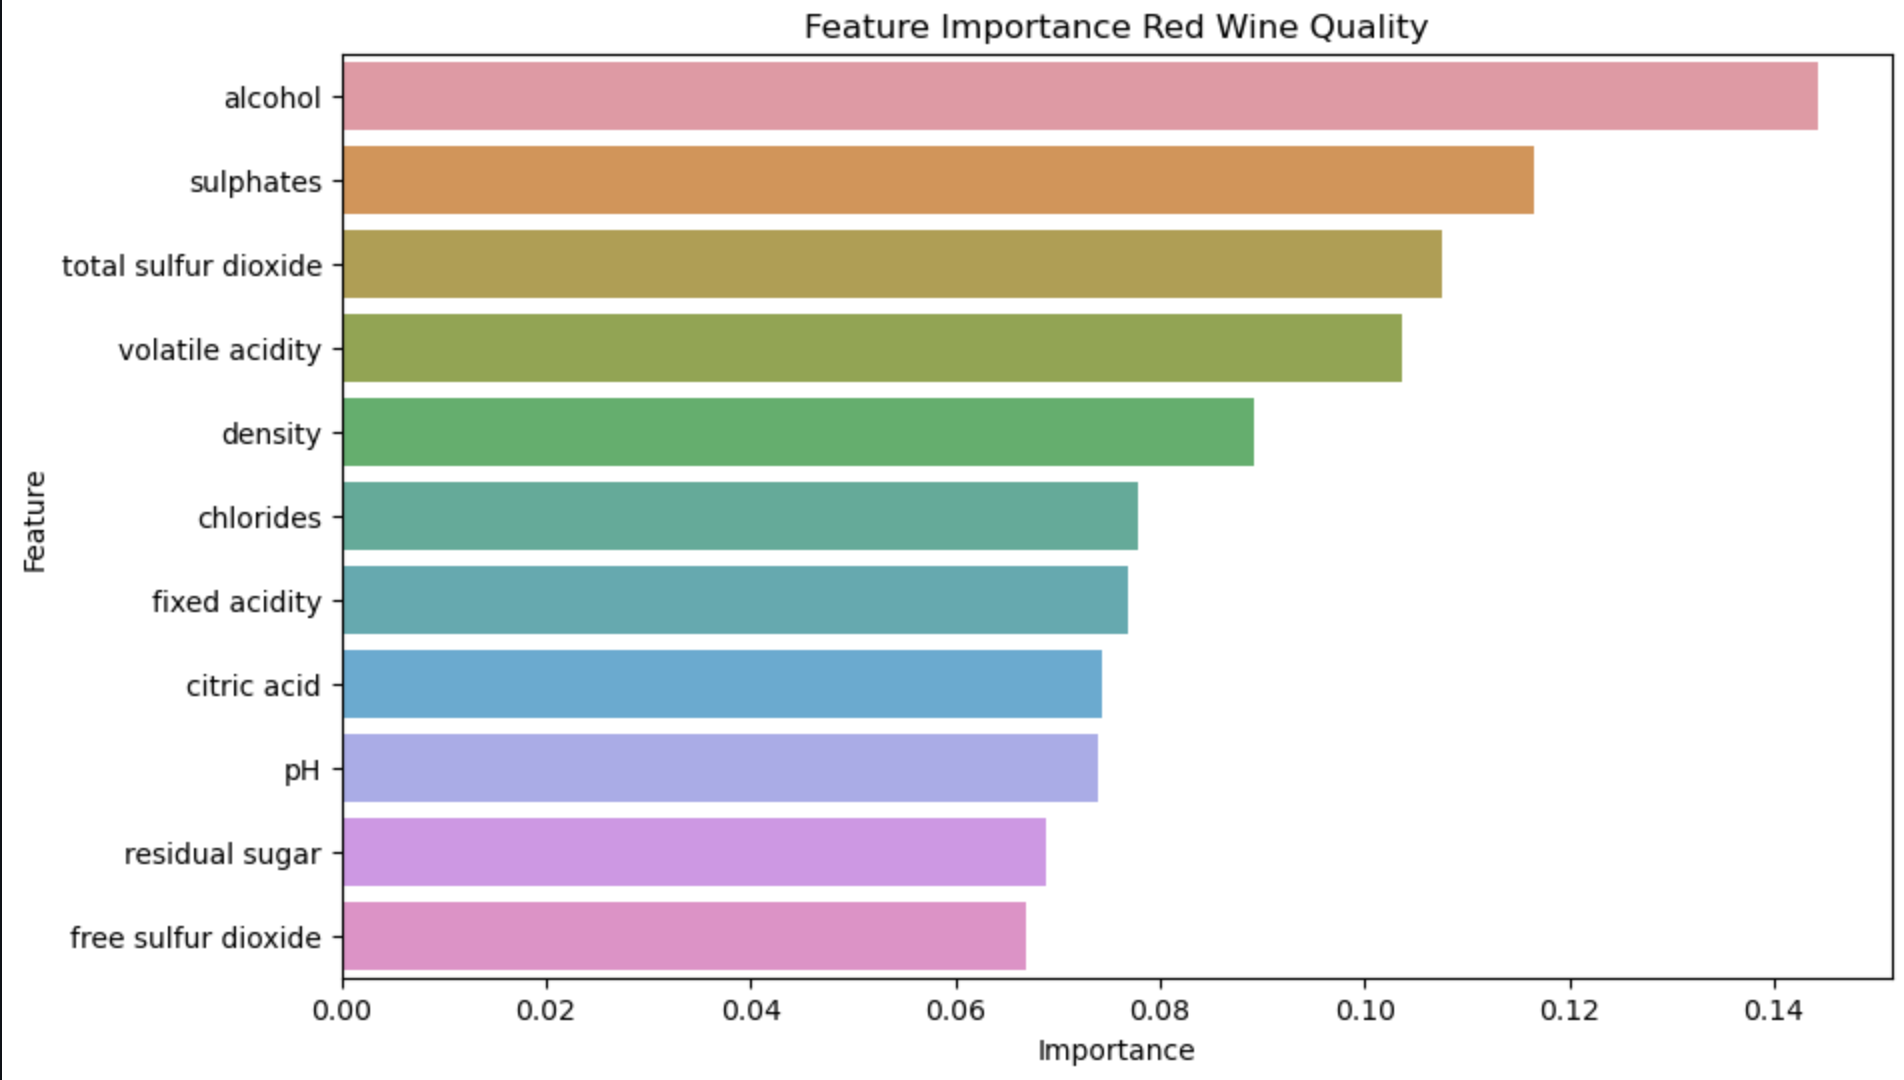 Feature Importance Red Wine Quality
alcohol
sulphates
total sulfur dioxide
volatile acidity
density
chlorides
fixed acidity
citric acid
pH
residual sugar
free sulfur dioxide
Feature
0.00 0.02 0.04 0.06 0.08 0.10 0.12 0.14
Importance